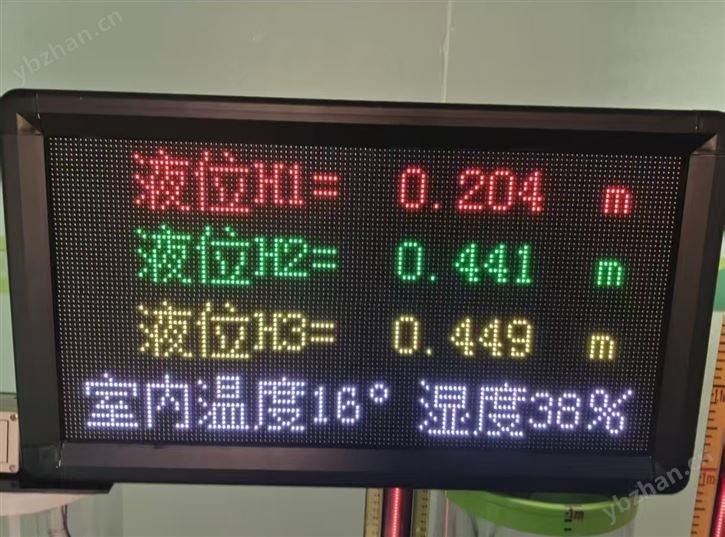 ybzhan.cn
液位H1= 0.204 m
液位H2= 0.441 m
液位H3= 0.449 m
室内温度16° 湿度38%
1m
ybzhan.cn